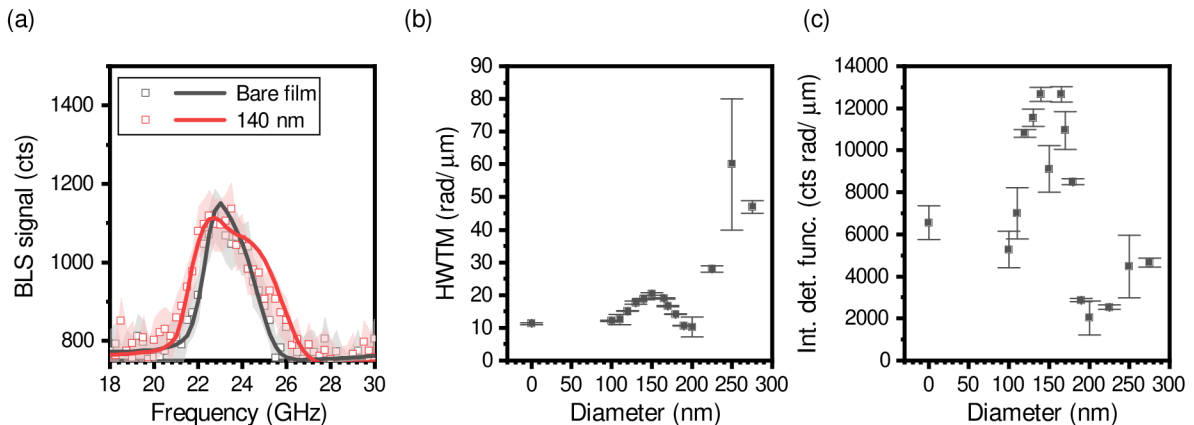 (a)
(b)
(c)
BLS signal (cts)
1400
1200
1000
800
Bare film
140 nm
18 20 22 24 26 28 30
Frequency (GHz)
HWTM (rad/μm)
90
80
70
60
50
40
30
20
10
0
0 50 100 150 200 250 300
Diameter (nm)
Int. det. func. (cts rad/ μm)
14000
12000
10000
8000
6000
4000
2000
0
0 50 100 150 200 250 300
Diameter (nm)